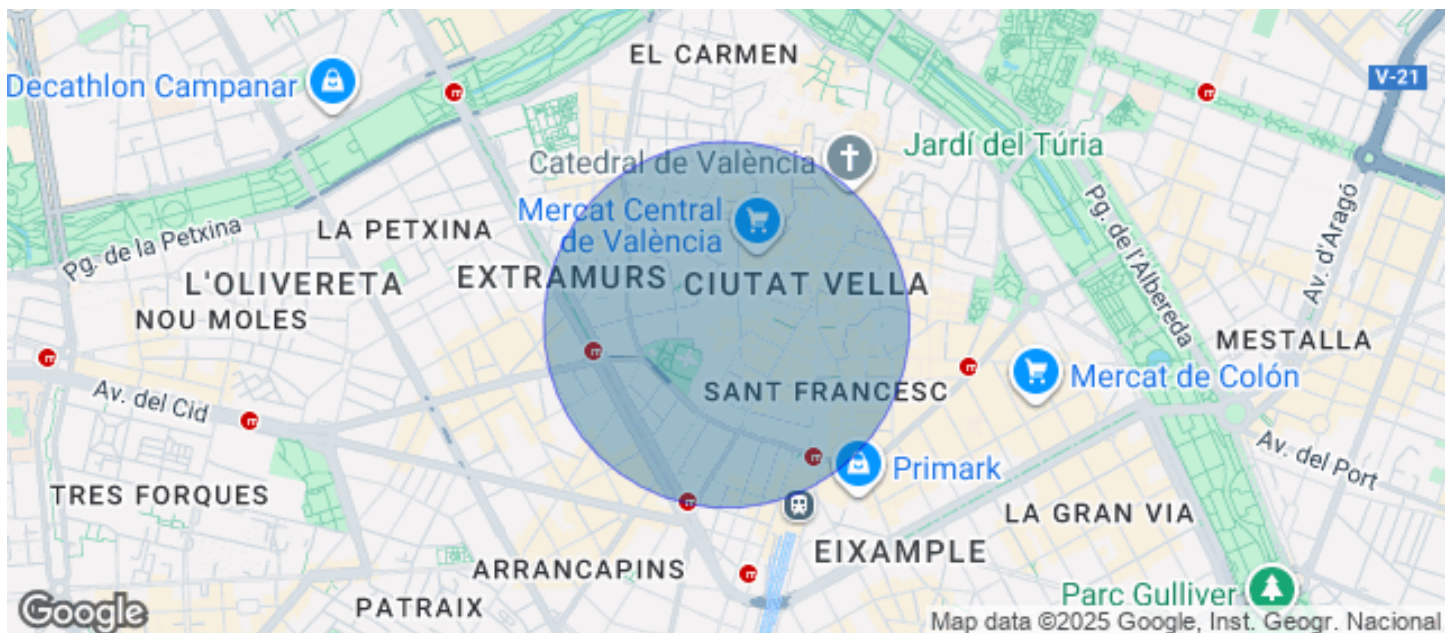 EL CARMEN
V-21
Decathlon Campanar
Jardí del Túria
Catedral de València
Mercat Central
de València
Pg. de la Petxina
LA PETXINA
Pg. de l'Albereda
Av. d'Aragó
L'OLIVERETA
EXTRAMURS
CIUTAT VELLA
NOU MOLES
MESTALLA
Mercat de Colón
SANT FRANCESC
Av. del Cid
Av. del Port
Primark
TRES FORQUES
LA GRAN VIA
EIXAMPLE
ARRANCAPINS
Parc Gulliver
PATRAIX
Google
Map data ©2025 Google, Inst. Geogr. Nacional